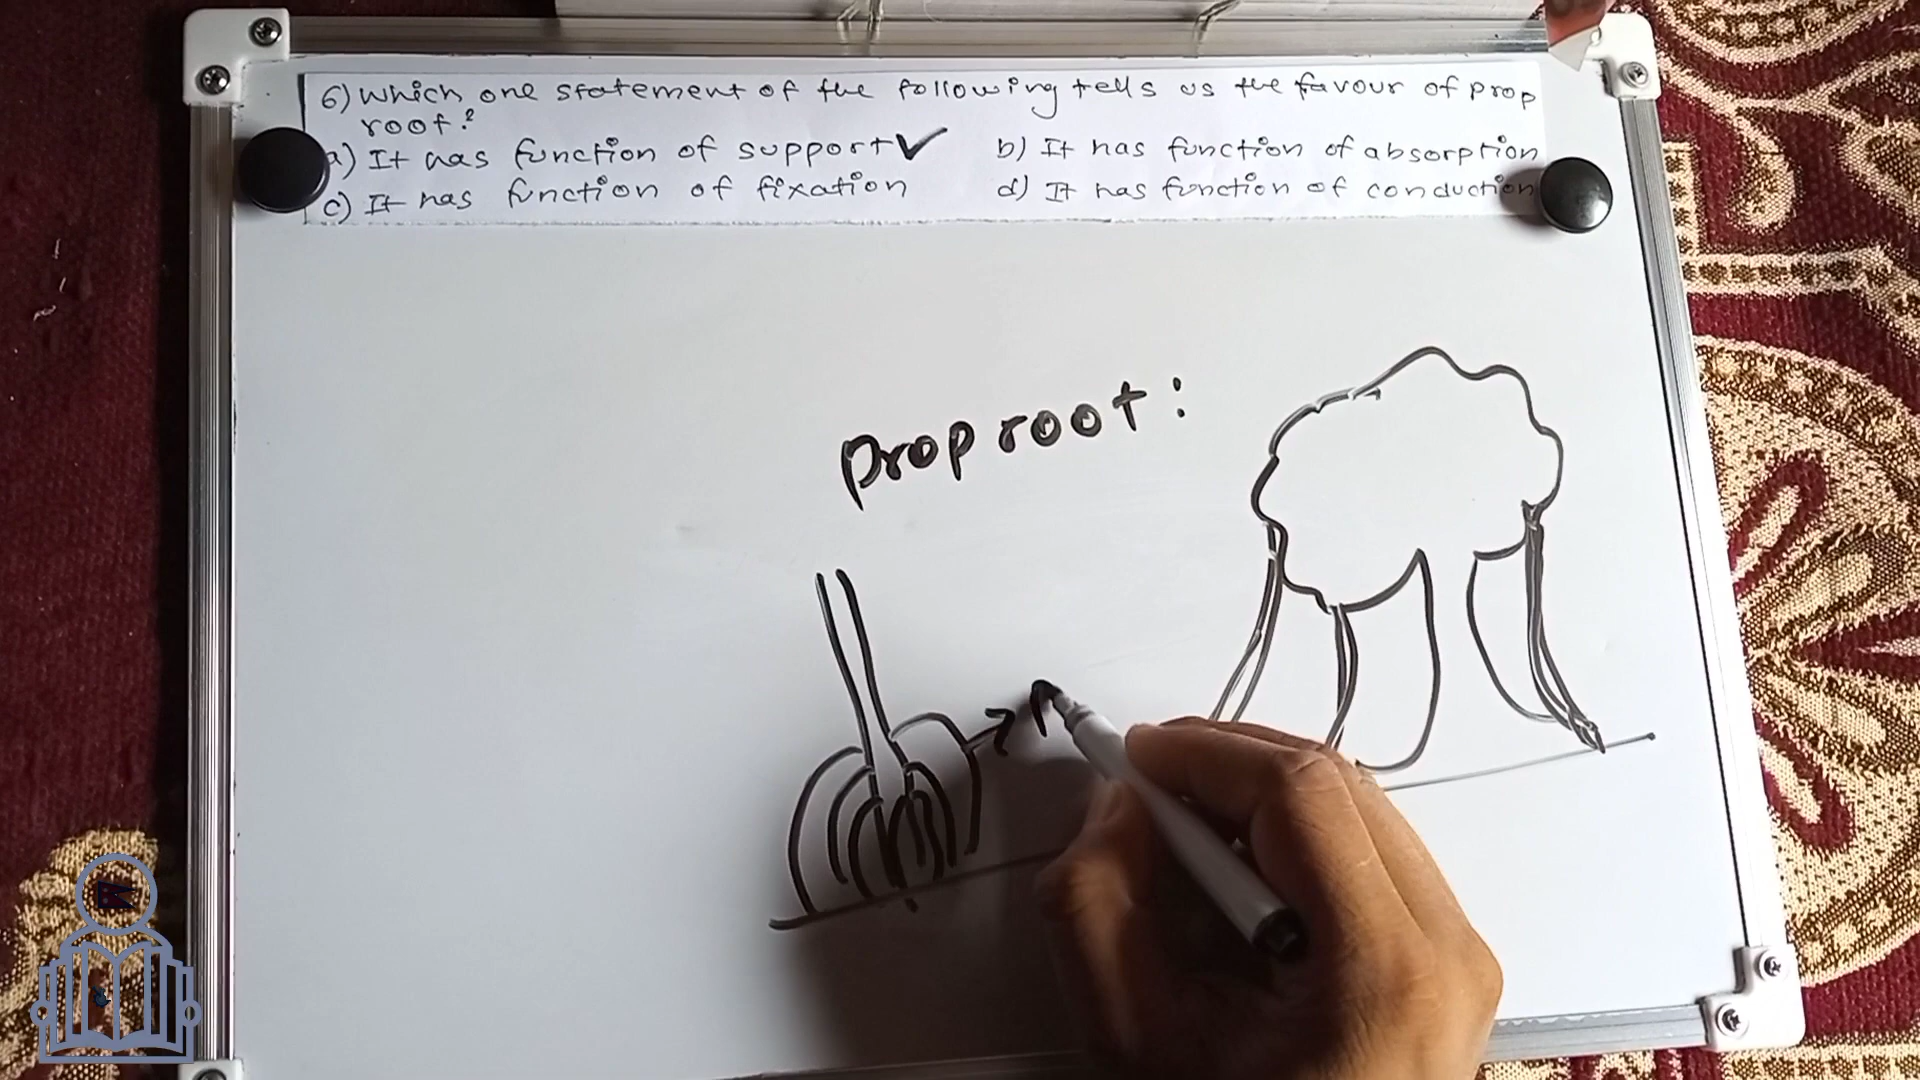 6) Which one statement of the following tells us the favour of prop
root?
a) It has function of support✓ b) It has function of absorption
c) It has function of fixation d) It has function of conduction
prop root: